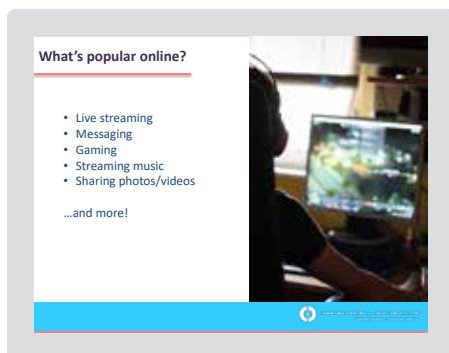 What's popular online?
• Live streaming
• Messaging
• Gaming
• Streaming music
• Sharing photos/videos
…and more!